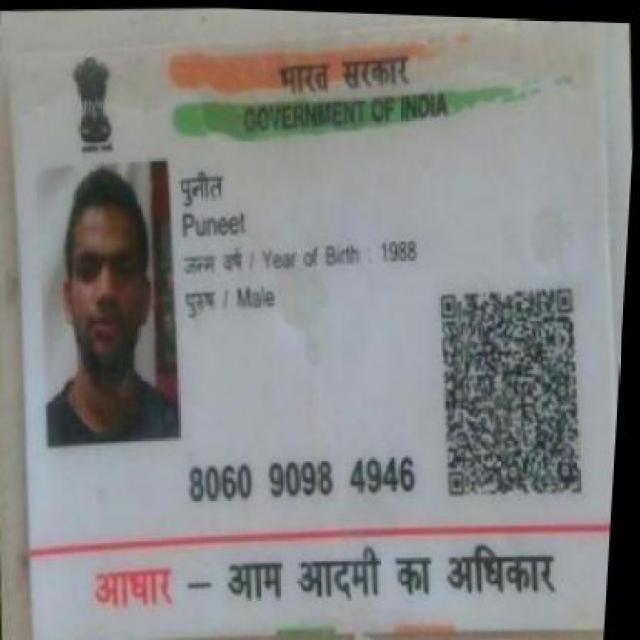 भारत सरकार
GOVERNMENT OF INDIA
पुनीत
Puneet
जन्म वर्ष / Year of Birth : 1988
पुरुष / Male
8060 9098 4946
आधार – आम आदमी का अधिकार